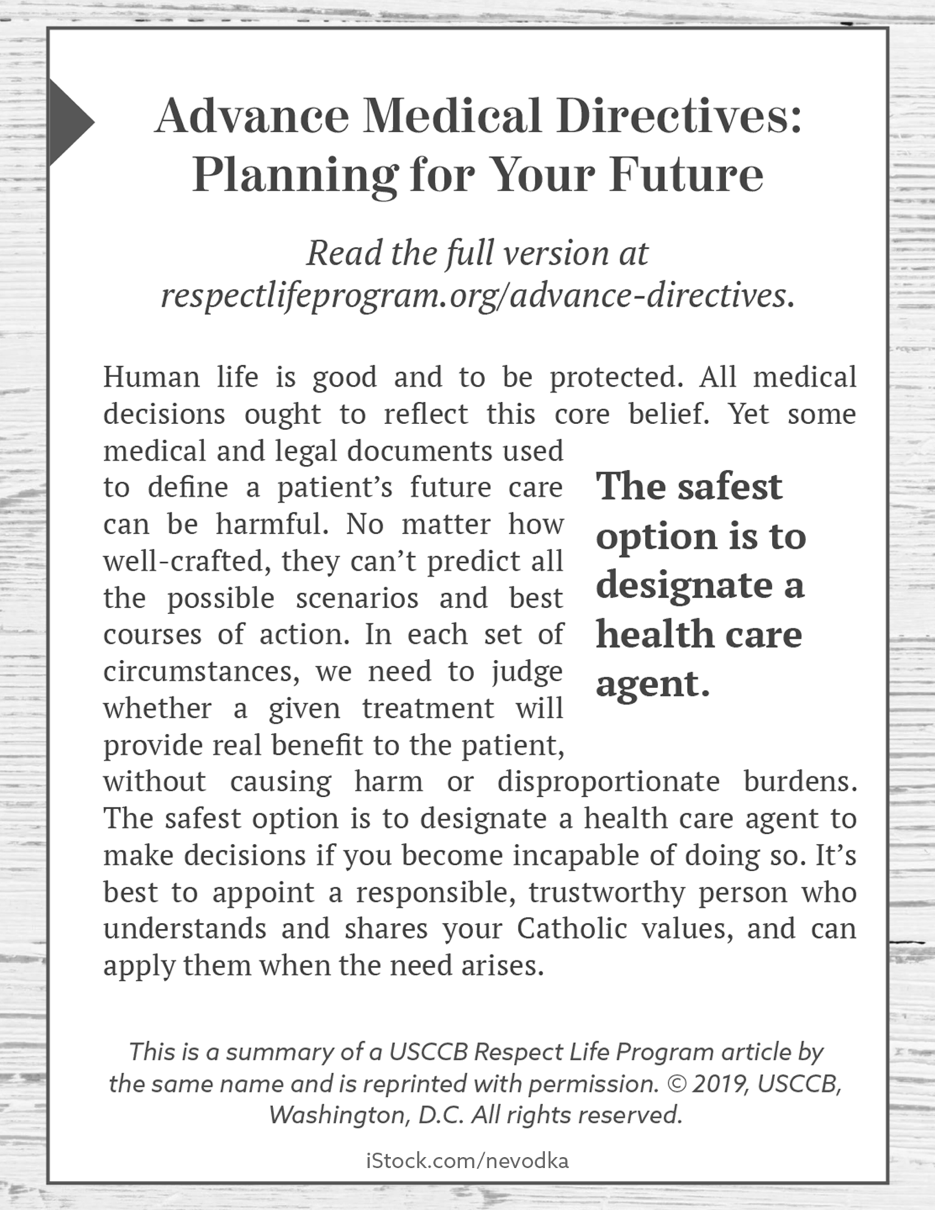 Advance Medical Directives:
Planning for Your Future
Read the full version at
respectlifeprogram.org/advance-directives.
Human life is good and to be protected. All medical
decisions ought to reflect this core belief. Yet some
medical and legal documents used
to define a patient’s future care
can be harmful. No matter how
well-crafted, they can’t predict all
the possible scenarios and best
courses of action. In each set of
circumstances, we need to judge
whether a given treatment will
provide real benefit to the patient,
without causing harm or disproportionate burdens.
The safest option is to designate a health care agent to
make decisions if you become incapable of doing so. It’s
best to appoint a responsible, trustworthy person who
understands and shares your Catholic values, and can
apply them when the need arises.
The safest
option is to
designate a
health care
agent.
This is a summary of a USCCB Respect Life Program article by
the same name and is reprinted with permission. © 2019, USCCB,
Washington, D.C. All rights reserved.
iStock.com/nevodka